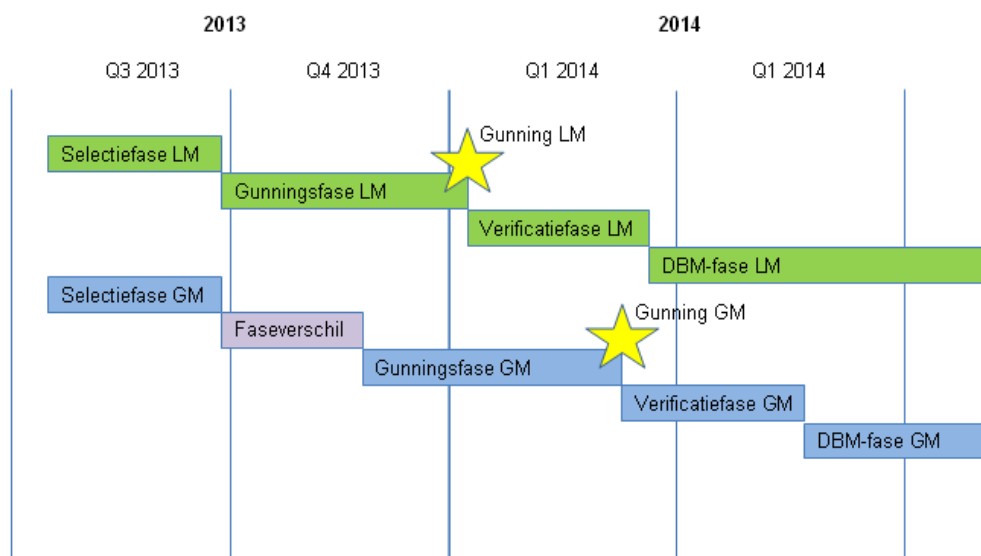 2013
2014
Q3 2013
Q4 2013
Q1 2014
Q1 2014
Gunning LM
Selectiefase LM
Gunningsfase LM
Verificatiefase LM
DBM-fase LM
Selectiefase GM
Gunning GM
Faseverschil
Gunningsfase GM
Verificatiefase GM
DBM-fase GM